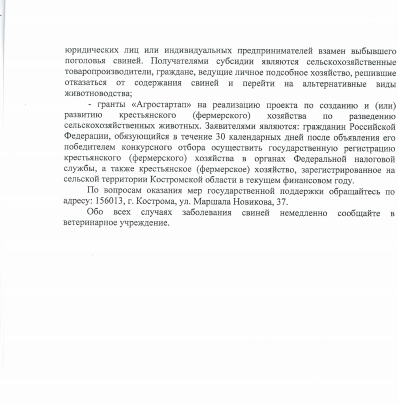 юридических лиц или индивидуальных предпринимателей взамен выбывшего
поголовья свиней. Получателями субсидии являются сельскохозяйственные
товаропроизводители, граждане, ведущие личное подсобное хозяйство, решившие
отказаться от содержания свиней и перейти на альтернативные виды
животноводства;
- гранты «Агростартап» на реализацию проекта по созданию и (или)
развитию крестьянского (фермерского) хозяйства по разведению
сельскохозяйственных животных. Заявителями являются: гражданин Российской
Федерации, обязующийся в течение 30 календарных дней после объявления его
победителем конкурсного отбора осуществить государственную регистрацию
крестьянского (фермерского) хозяйства в органах Федеральной налоговой
службы, а также крестьянское (фермерское) хозяйство, зарегистрированное на
сельской территории Костромской области в текущем финансовом году.
По вопросам оказания мер государственной поддержки обращайтесь по
адресу: 156013, г. Кострома, ул. Маршала Новикова, 37.
Обо всех случаях заболевания свиней немедленно сообщайте в
ветеринарное учреждение.